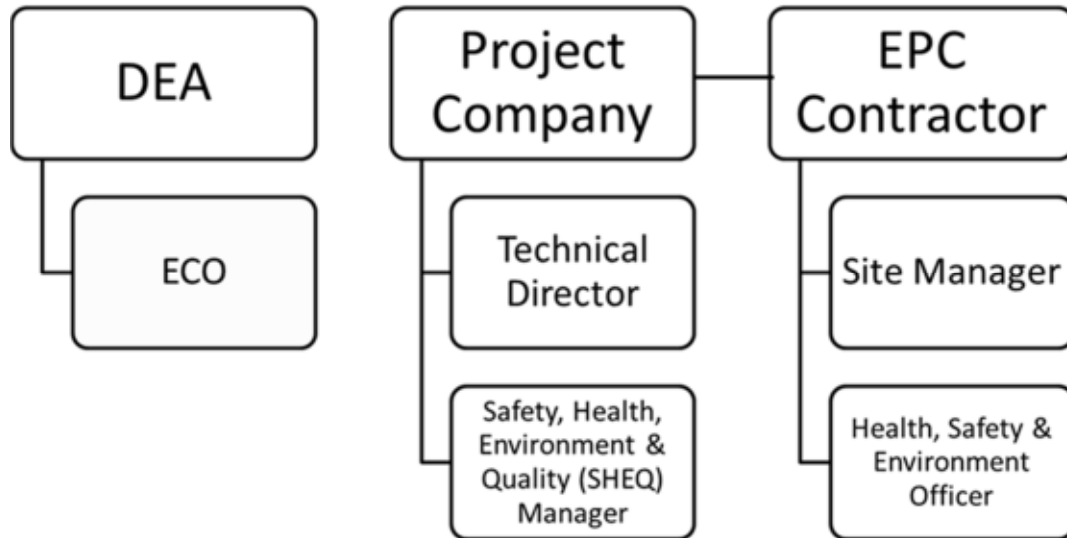 DEA
ECO
Project
Company
Technical
Director
Safety, Health,
Environment &
Quality (SHEQ)
Manager
EPC
Contractor
Site Manager
Health, Safety &
Environment
Officer